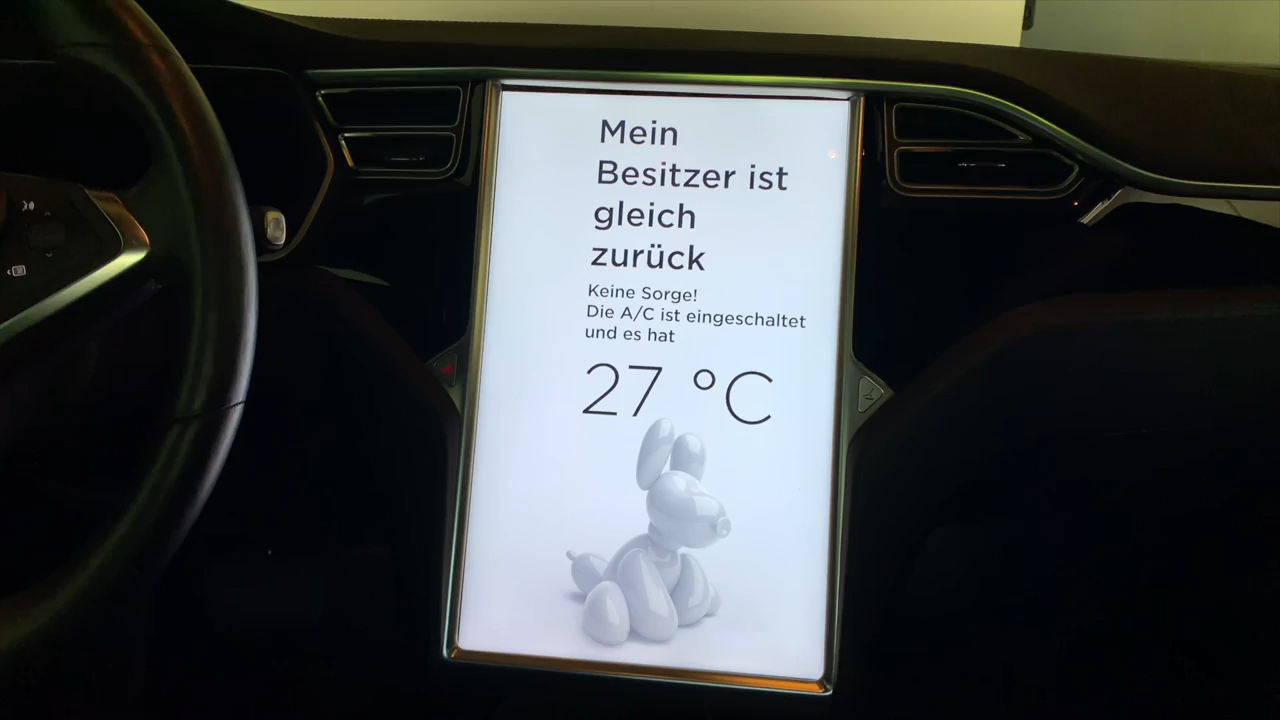 Mein
Besitzer ist
gleich
zurück
Keine Sorge!
Die A/C ist eingeschaltet
und es hat
27 °C